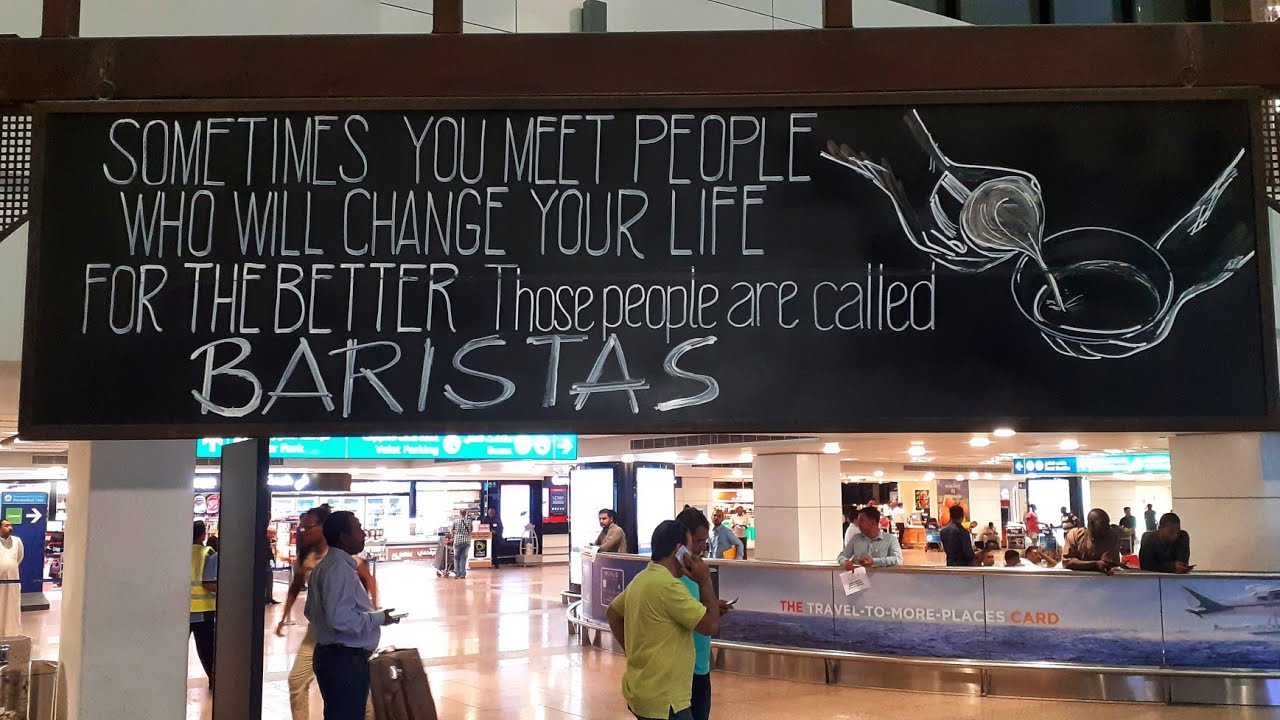 SOMETIMES YOU MEET PEOPLE
WHO WILL CHANGE YOUR LIFE
FOR THE BETTER Those people are called
BARISTAS
Valet Parking
THE TRAVEL-TO-MORE-PLACES CARD